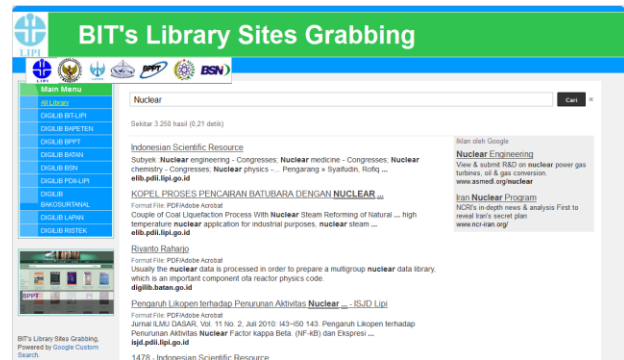 LIPI
BIT's Library Sites Grabbing
LIPI
BPPT
BSN
Main Menu
All Library
DIGILIB BIT-LIPI
DIGILIB BAPETEN
DIGILIB BPPT
DIGILIB BATAN
DIGILIB BSN
DIGILIB PDII-LIPI
DIGILIB
BAKOSURTANAL
DIGILIB LAPAN
DIGILIB RISTEK
BPPT
BIT's Library Sites Grabbing,
Powered by Google Custom
Search.
Nuclear
Cari
×
Sekitar 3.250 hasil (0,21 detik)
Indonesian Scientific Resource
Subyek :Nuclear engineering - Congresses, Nuclear medicine - Congresses; Nuclear
chemistry - Congresses; Nuclear physics -... Pengarang » Syaifudin, Rofiq ...
elib.pdii.lipi.go.id
KOPEL PROSES PENCAIRAN BATUBARA DENGAN NUCLEAR ...
Format File: PDF/Adobe Acrobat
Couple of Coal Liquefaction Process With Nuclear Steam Reforming of Natural ... high
temperature nuclear application for industrial purposes, nuclear steam ...
elib.pdii.lipi.go.id
Riyanto Raharjo
Format File: PDF/Adobe Acrobat
Usually the nuclear data is processed in order to prepare a multigroup nuclear data library,
which is an important component ofa reactor physics code.
digilib.batan.go.id
Pengaruh Likopen terhadap Penurunan Aktivitas Nuclear ... - ISJD Lipi
Format File: PDF/Adobe Acrobat
Jurnal ILMU DASAR, Vol. 11 No. 2, Juli 2010: 143-150 143. Pengaruh Likopen terhadap
Penurunan Aktivitas Nuclear Factor kappa Beta. (NF-kB) dan Ekspresi ...
isjd.pdii.lipi.go.id
1478 - Indonesian Scientific Resource
Iklan oleh Google
Nuclear Engineering
View & submit R&D on nuclear power gas
turbines, oil & gas conversion.
www.asmedl.org/nuclear
Iran Nuclear Program
NCRI's in-depth news & analysis First to
reveal Iran's secret plan
www.ncr-iran.org/